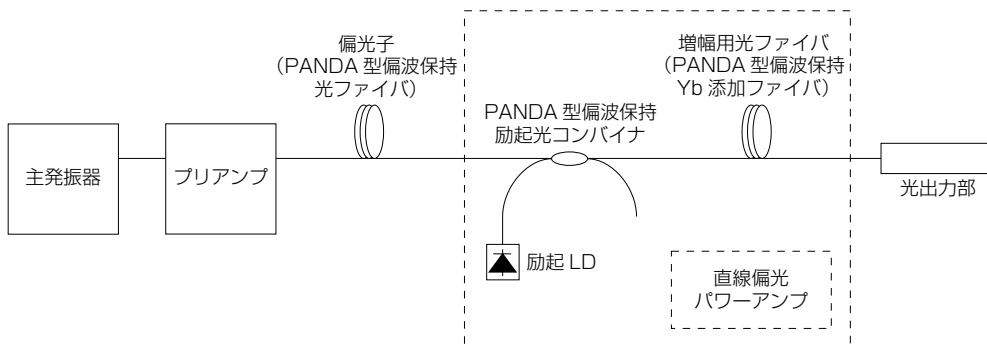 偏光子
（PANDA 型偏波保持
光ファイバ）
増幅用光ファイバ
（PANDA 型偏波保持
Yb 添加ファイバ）
PANDA 型偏波保持
励起光コンバイナ
主発振器
プリアンプ
光出力部
励起 LD
直線偏光
パワーアンプ